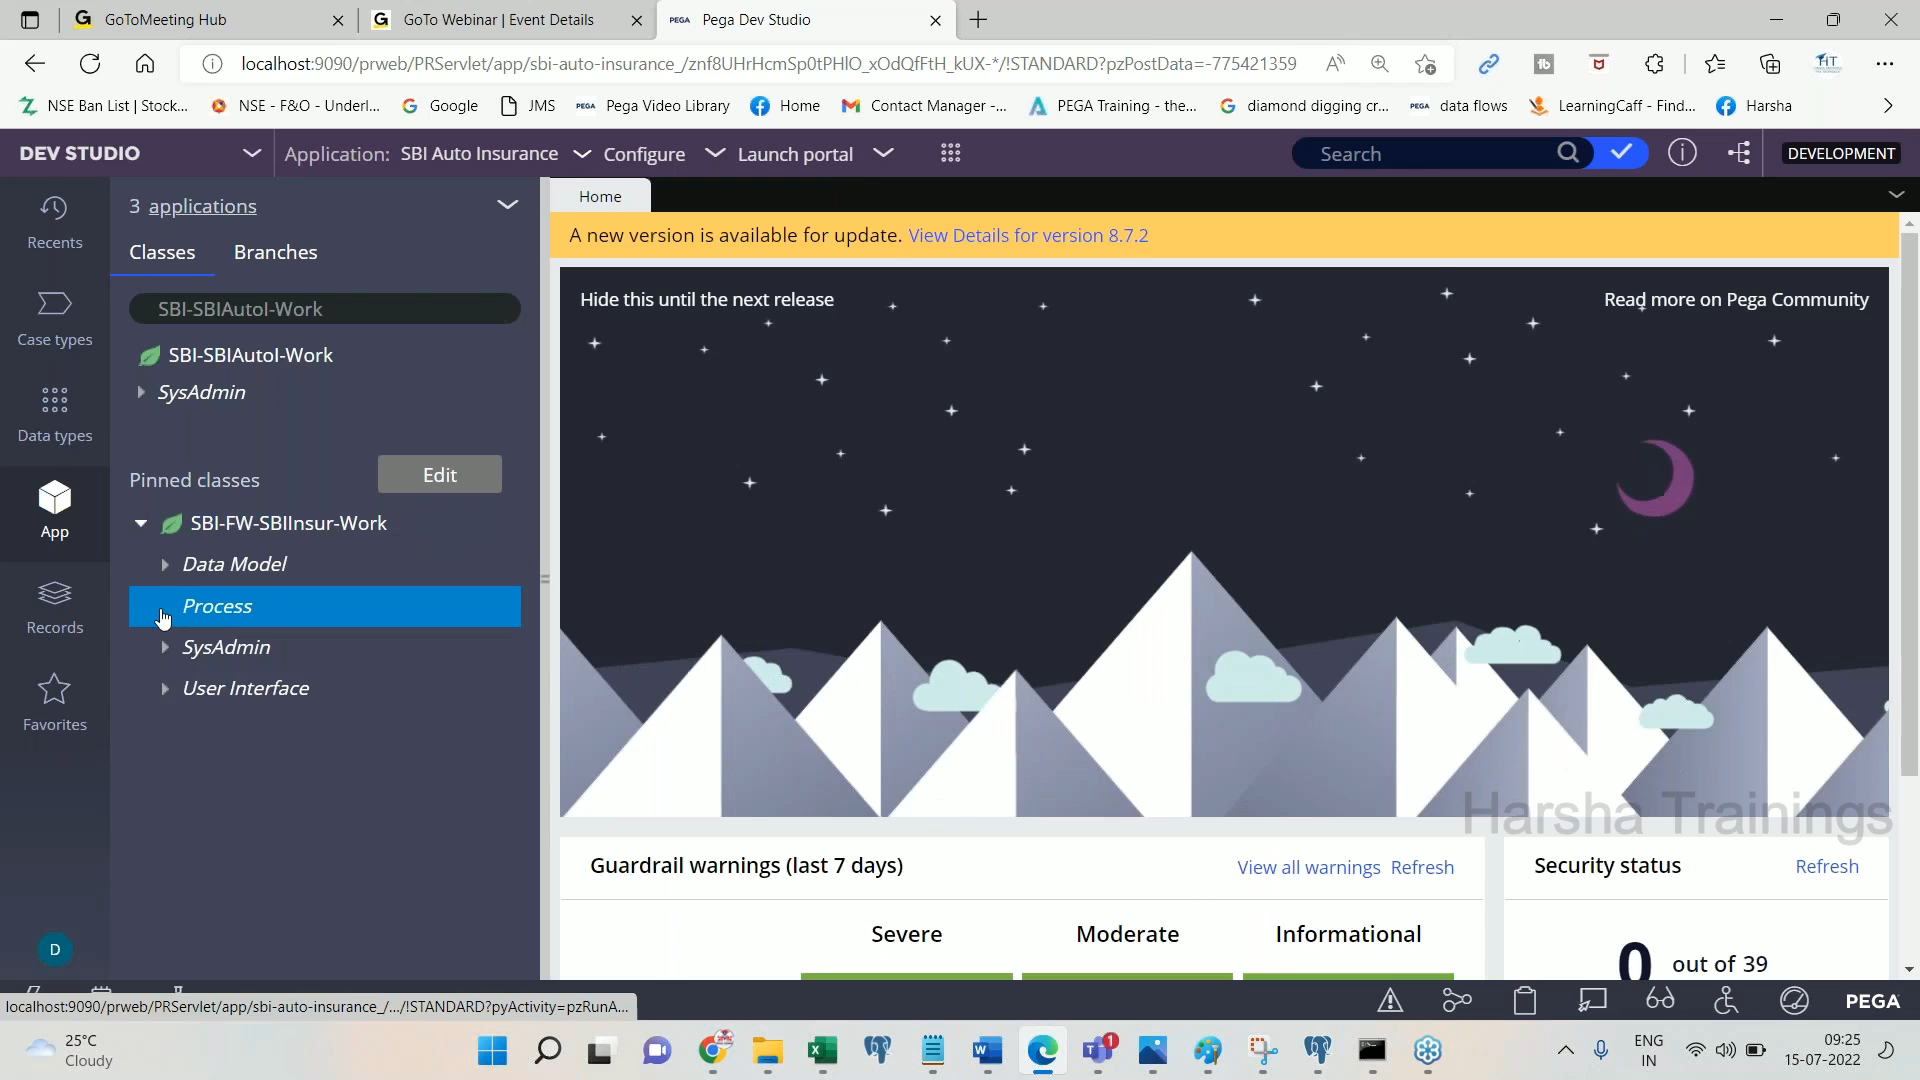 GoToMeeting Hub
GoTo Webinar | Event Details
PEGA Pega Dev Studio
localhost:9090/prweb/PRServlet/app/sbi-auto-insurance_/znf8UHrHcmSp0tPHlO_xOdQfFtH_kUX-*/!STANDARD?pzPostData=-775421359
NSE Ban List | Stock...
NSE - F&O - Underl...
Google
JMS
PEGA Pega Video Library
Home
Contact Manager -...
PEGA Training - the...
diamond digging cr...
PEGA data flows
LearningCaff - Find...
Harsha
DEV STUDIO
Application: SBI Auto Insurance
Configure
Launch portal
Search
DEVELOPMENT
Recents
Case types
Data types
App
Records
Favorites
D
3 applications
Classes
Branches
SBI-SBIAutoI-Work
SBI-SBIAutoI-Work
SysAdmin
Pinned classes
Edit
SBI-FW-SBIInsur-Work
Data Model
Process
SysAdmin
User Interface
Home
A new version is available for update. View Details for version 8.7.2
Hide this until the next release
Read more on Pega Community
Harsha Trainings
Guardrail warnings (last 7 days)
View all warnings Refresh
Severe
Moderate
Informational
Security status
Refresh
0 out of 39
localhost:9090/prweb/PRServlet/app/sbi-auto-insurance_/.../!STANDARD?pyActivity=pzRunA...
PEGA
25°C
Cloudy
1
ENG
IN
09:25
15-07-2022